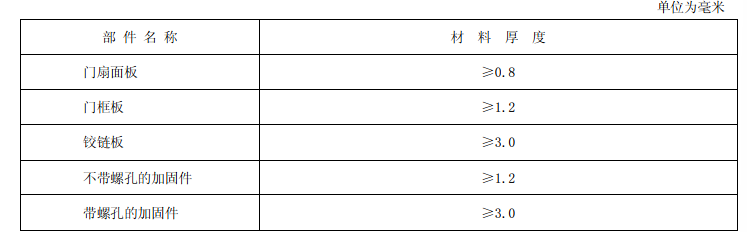 单位为毫米
部 件 名 称 材 料 厚 度
门扇面板 ≥0.8
门框板 ≥1.2
铰链板 ≥3.0
不带螺孔的加固件 ≥1.2
带螺孔的加固件 ≥3.0